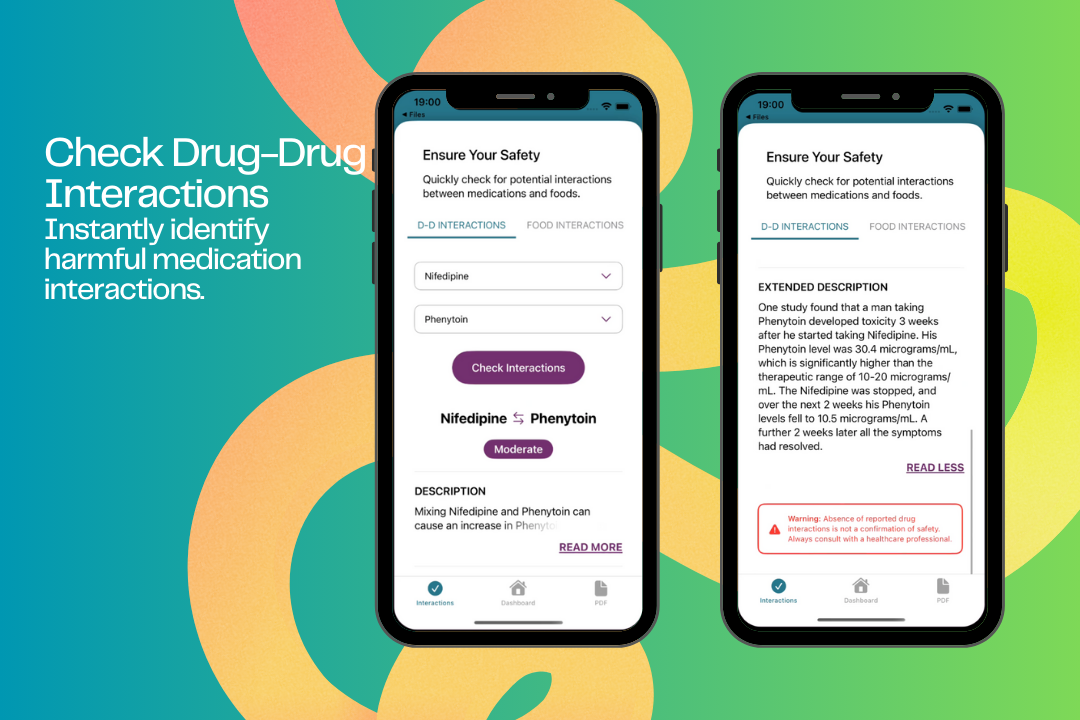 Check Drug-Drug
Interactions
Instantly identify
harmful medication
interactions.
19:00
◀ Files
Ensure Your Safety
Quickly check for potential interactions
between medications and foods.
D-D INTERACTIONS FOOD INTERACTIONS
Nifedipine
Phenytoin
Check Interactions
Nifedipine ⇆ Phenytoin
Moderate
DESCRIPTION
Mixing Nifedipine and Phenytoin can
cause an increase in Phenyto
READ MORE
Interactions Dashboard PDF
19:00
◀ Files
Ensure Your Safety
Quickly check for potential interactions
between medications and foods.
D-D INTERACTIONS FOOD INTERACTIONS
EXTENDED DESCRIPTION
One study found that a man taking
Phenytoin developed toxicity 3 weeks
after he started taking Nifedipine. His
Phenytoin level was 30.4 micrograms/mL,
which is significantly higher than the
therapeutic range of 10-20 micrograms/
mL. The Nifedipine was stopped, and
over the next 2 weeks his Phenytoin
levels fell to 10.5 micrograms/mL. A
further 2 weeks later all the symptoms
had resolved.
READ LESS
Warning: Absence of reported drug
interactions is not a confirmation of safety.
Always consult with a healthcare professional.
Interactions Dashboard PDF